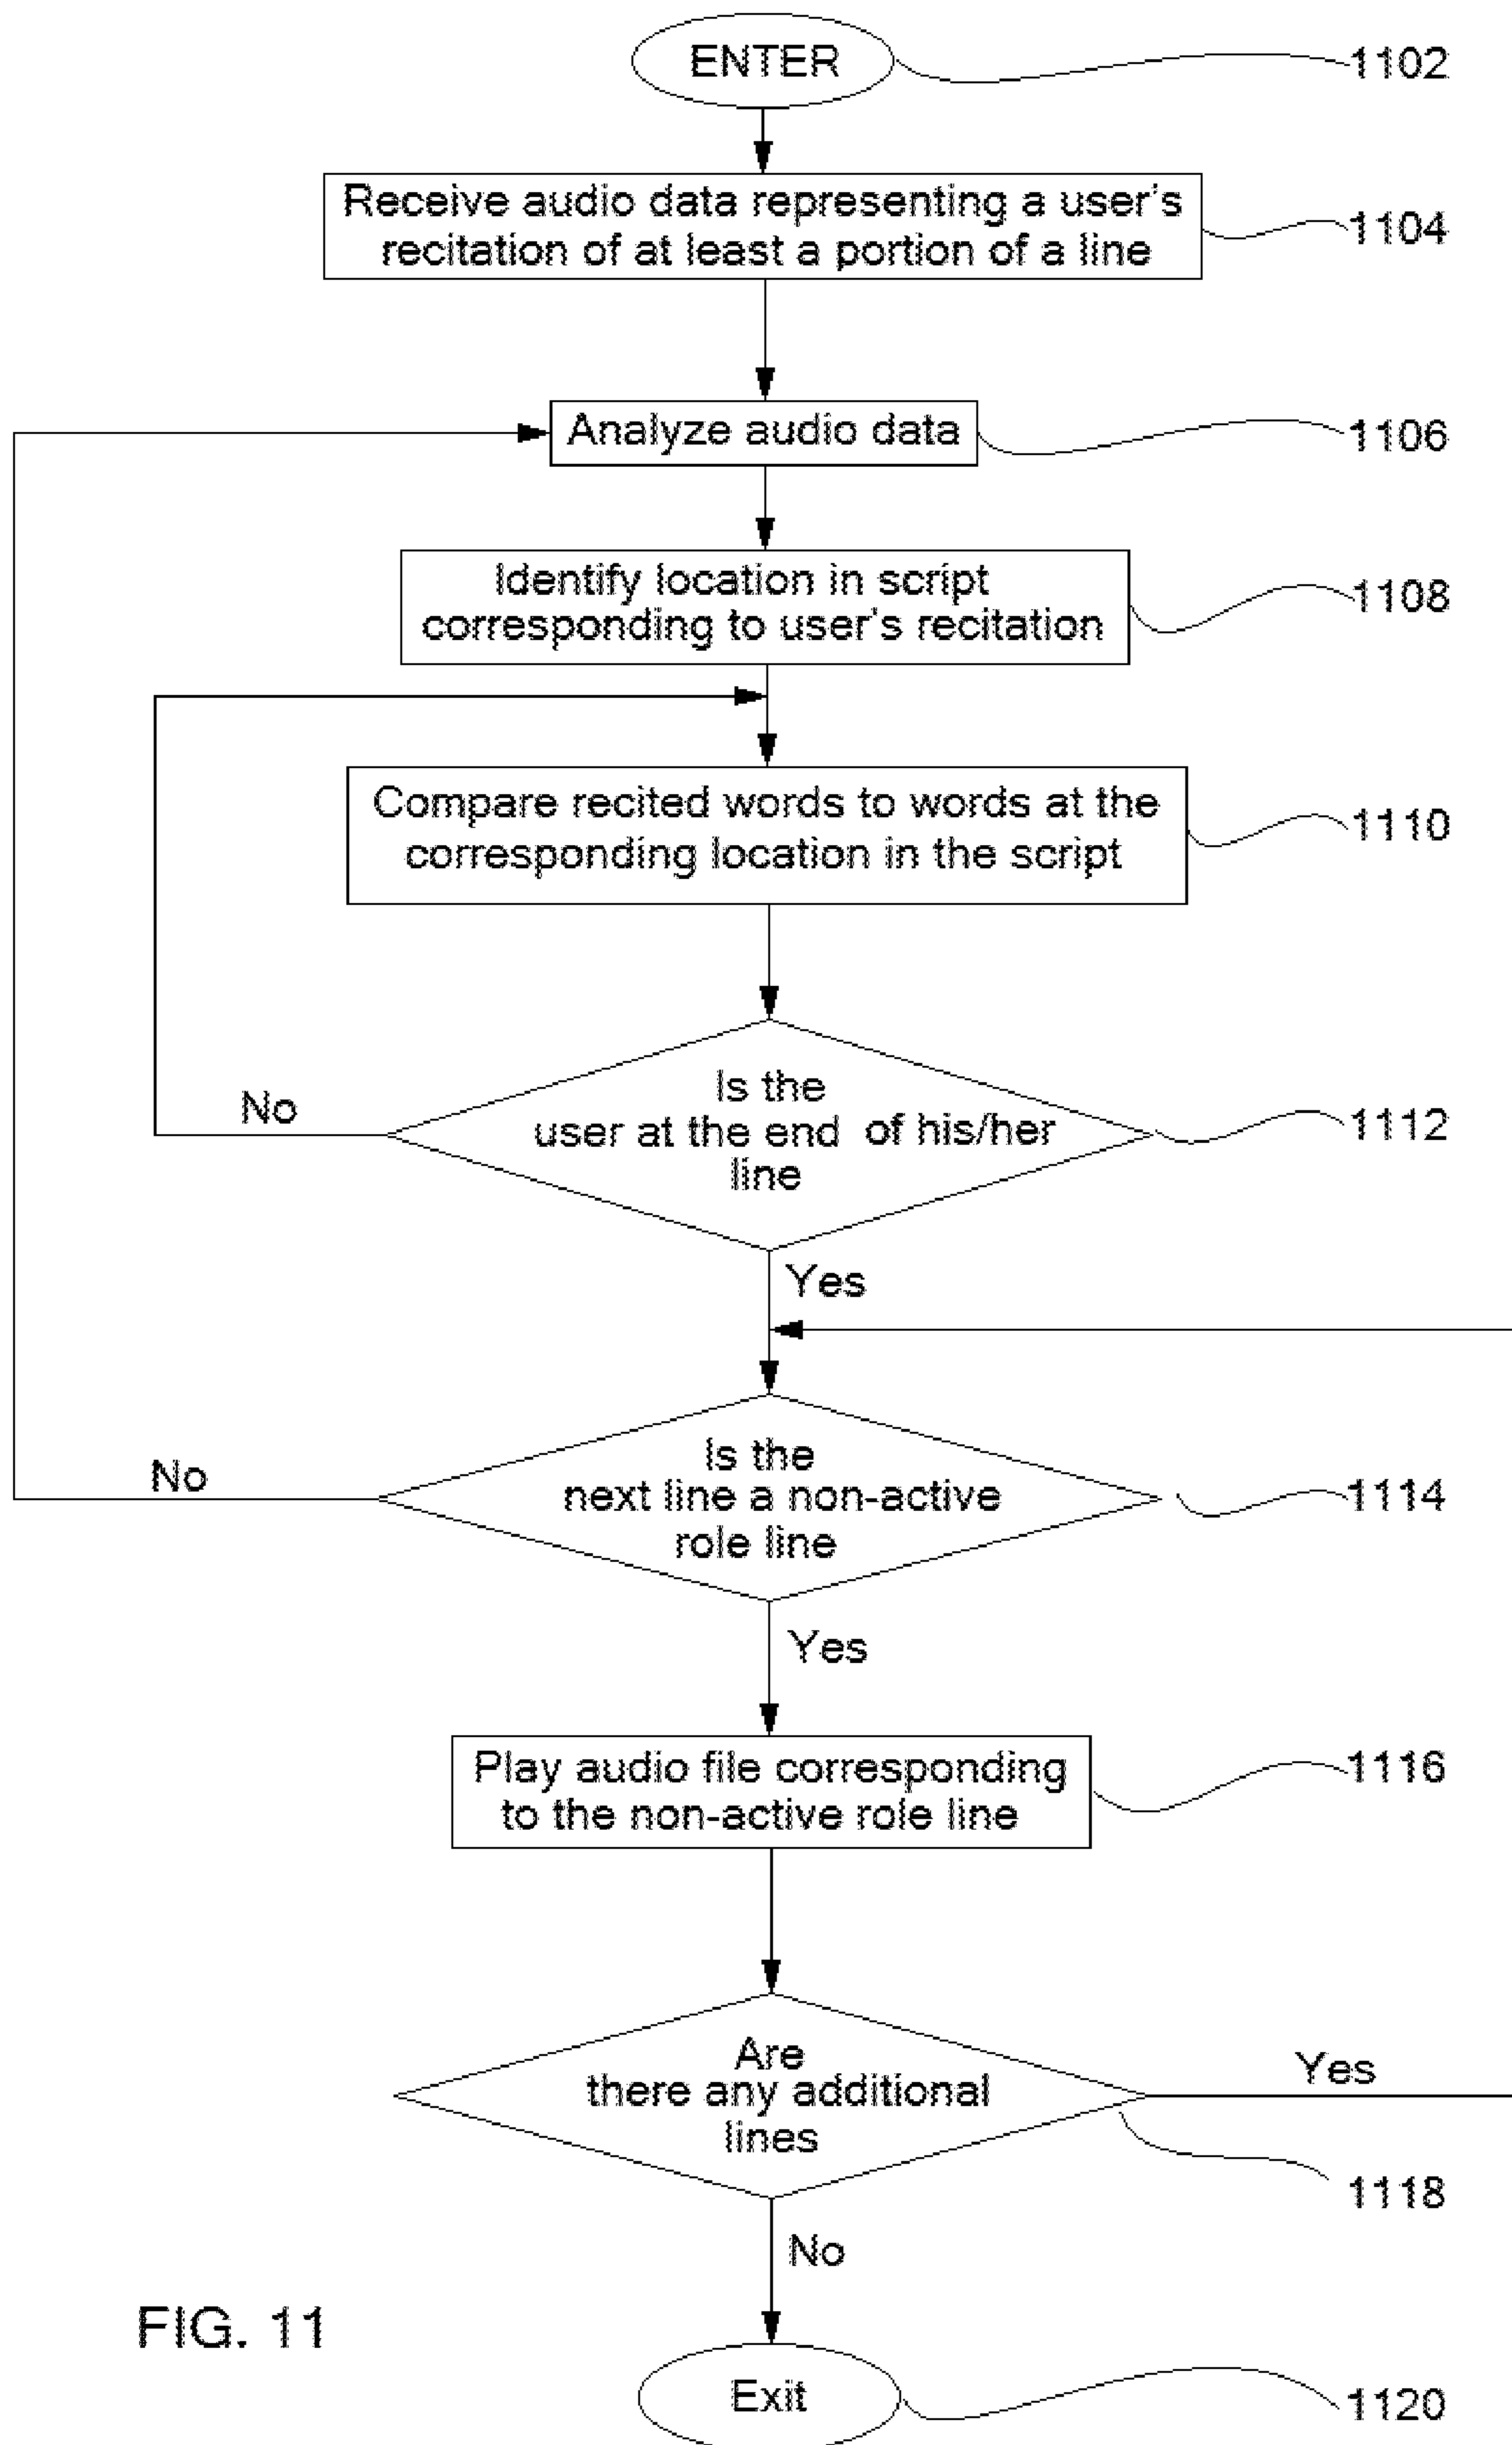 ENTER
1102
Receive audio data representing a user's
recitation of at least a portion of a line
1104
Analyze audio data
1106
Identify location in script
corresponding to user's recitation
1108
Compare recited words to words at the
corresponding location in the script
1110
Is the
user at the end of his/her
line
1112
No
Yes
Is the
next line a non-active
role line
1114
No
Yes
Play audio file corresponding
to the non-active role line
1116
Are
there any additional
lines
Yes
1118
No
FIG. 11
Exit
1120